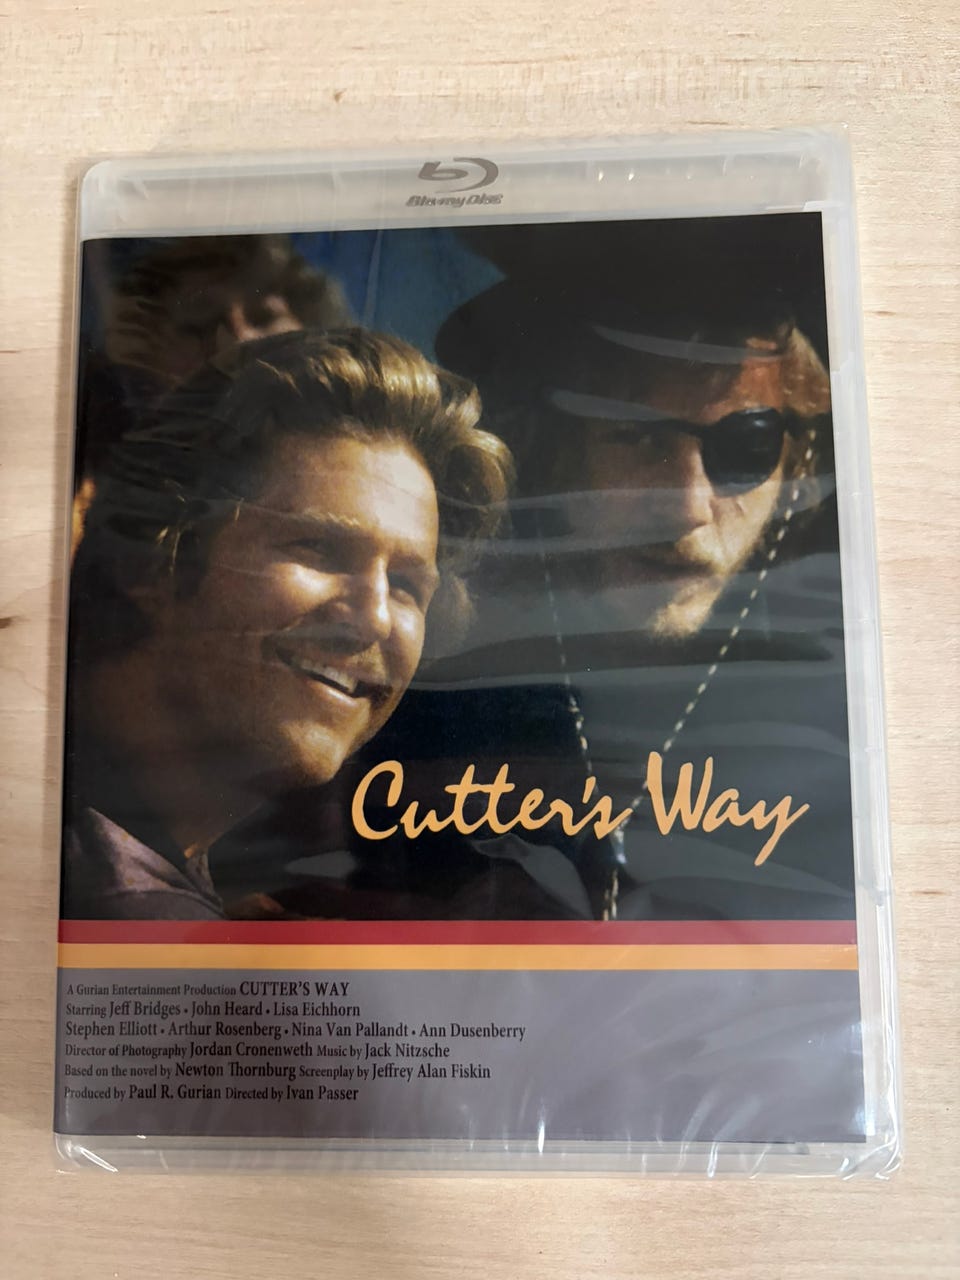 Blu-ray Disc
Cutter's Way
A Gurian Entertainment Production CUTTER'S WAY
Starring Jeff Bridges • John Heard • Lisa Eichhorn
Stephen Elliott • Arthur Rosenberg • Nina Van Pallandt • Ann Dusenberry
Director of Photography Jordan Cronenweth Music by Jack Nitzsche
Based on the novel by Newton Thornburg Screenplay by Jeffrey Alan Fiskin
Produced by Paul R. Gurian Directed by Ivan Passer